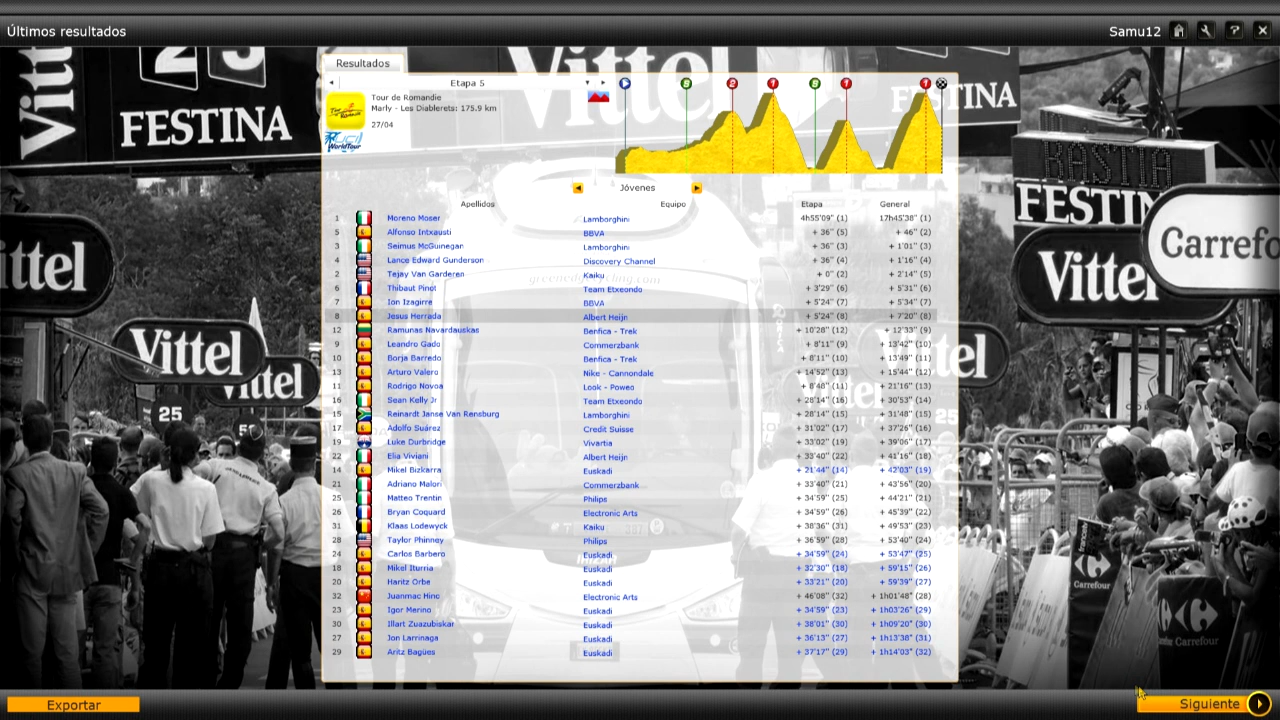 Últimos resultados
Samu12
Resultados
Etapa 5
Tour de Romandie
Marly - Les Diablerets: 175.9 km
27/04
UCI WorldTour
Jóvenes
Apellidos Equipo Etapa General
1 Moreno Moser Lamborghini 4h55'09'' (1) 17h45'38'' (1)
5 Alfonso Intxausti BBVA + 36'' (5) + 46'' (2)
3 Seimus McGuinegan Lamborghini + 36'' (3) + 1'01'' (3)
4 Lance Edward Gunderson Discovery Channel + 36'' (4) + 1'16'' (4)
2 Tejay Van Garderen Kaiku + 0'' (2) + 2'14'' (5)
6 Thibaut Pinot Team Etxeondo + 3'29'' (6) + 5'31'' (6)
7 Ion Izagirre BBVA + 5'24'' (7) + 5'34'' (7)
8 Jesus Herrada Albert Heijn + 5'24'' (8) + 7'20'' (8)
12 Ramunas Navardauskas Benfica - Trek + 10'28'' (12) + 12'33'' (9)
9 Leandro Gado Commerzbank + 8'11'' (9) + 13'42'' (10)
10 Borja Barredo Benfica - Trek + 8'11'' (10) + 13'49'' (11)
13 Arturo Valero Nike - Cannondale + 14'52'' (13) + 15'44'' (12)
11 Rodrigo Novoa Look - Poweo + 8'48'' (11) + 21'16'' (13)
16 Sean Kelly Jr Team Etxeondo + 28'14'' (16) + 30'53'' (14)
15 Reinardt Janse Van Rensburg Lamborghini + 28'14'' (15) + 31'48'' (15)
17 Adolfo Suárez Credit Suisse + 31'02'' (17) + 37'26'' (16)
19 Luke Durbridge Vivartia + 33'02'' (19) + 39'06'' (17)
22 Elia Viviani Albert Heijn + 33'40'' (22) + 41'16'' (18)
14 Mikel Bizkarra Euskadi + 21'44'' (14) + 42'03'' (19)
21 Adriano Malori Commerzbank + 33'40'' (21) + 43'56'' (20)
25 Matteo Trentin Philips + 34'59'' (25) + 44'21'' (21)
26 Bryan Coquard Electronic Arts + 34'59'' (26) + 45'39'' (22)
31 Klaas Lodewyck Kaiku + 38'36'' (31) + 49'53'' (23)
28 Taylor Phinney Philips + 36'59'' (28) + 53'40'' (24)
24 Carlos Barbero Euskadi + 34'59'' (24) + 53'47'' (25)
18 Mikel Iturria Euskadi + 32'30'' (18) + 59'15'' (26)
20 Haritz Orbe Euskadi + 33'21'' (20) + 59'39'' (27)
32 Juanmac Hino Electronic Arts + 46'08'' (32) + 1h01'48'' (28)
23 Igor Merino Euskadi + 34'59'' (23) + 1h03'26'' (29)
30 Illart Zuazubiskar Euskadi + 38'01'' (30) + 1h09'20'' (30)
27 Jon Larrinaga Euskadi + 36'13'' (27) + 1h13'38'' (31)
29 Aritz Bagües Euskadi + 37'17'' (29) + 1h14'03'' (32)
Exportar
Siguiente
FESTINA
Vittel
Vittel
25
Vittel
greenedgecycling.com
FESTINA
Vittel
Carrefour
Carrefour